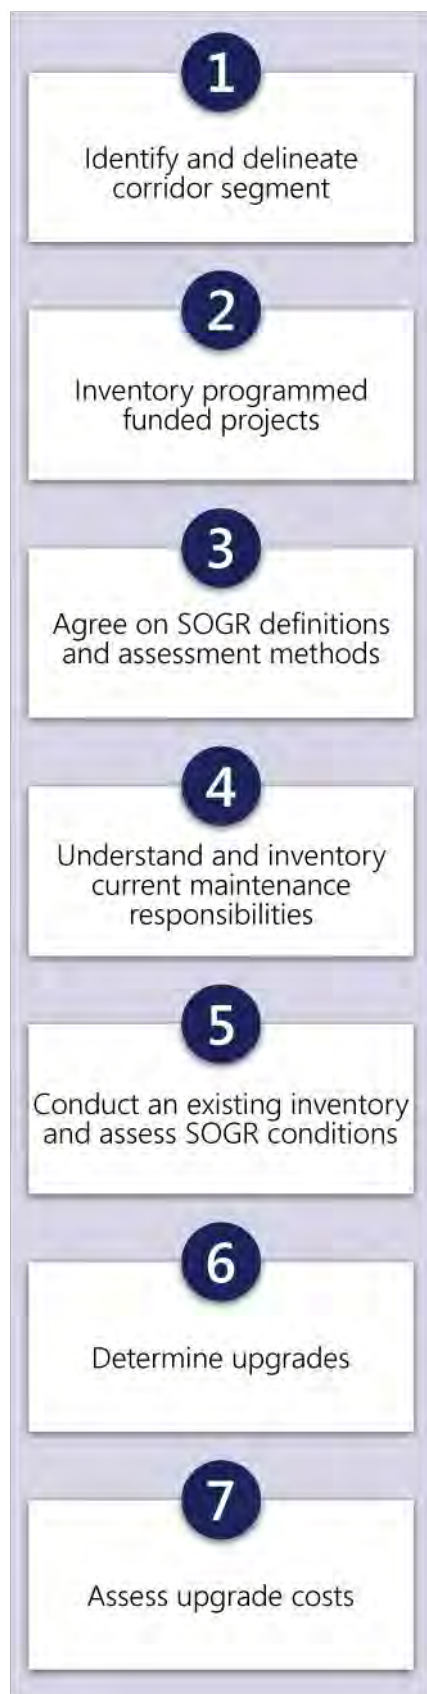 1
Identify and delineate
corridor segment
2
Inventory programmed
funded projects
3
Agree on SOGR definitions
and assessment methods
4
Understand and inventory
current maintenance
responsibilities
5
Conduct an existing inventory
and assess SOGR conditions
6
Determine upgrades
7
Assess upgrade costs